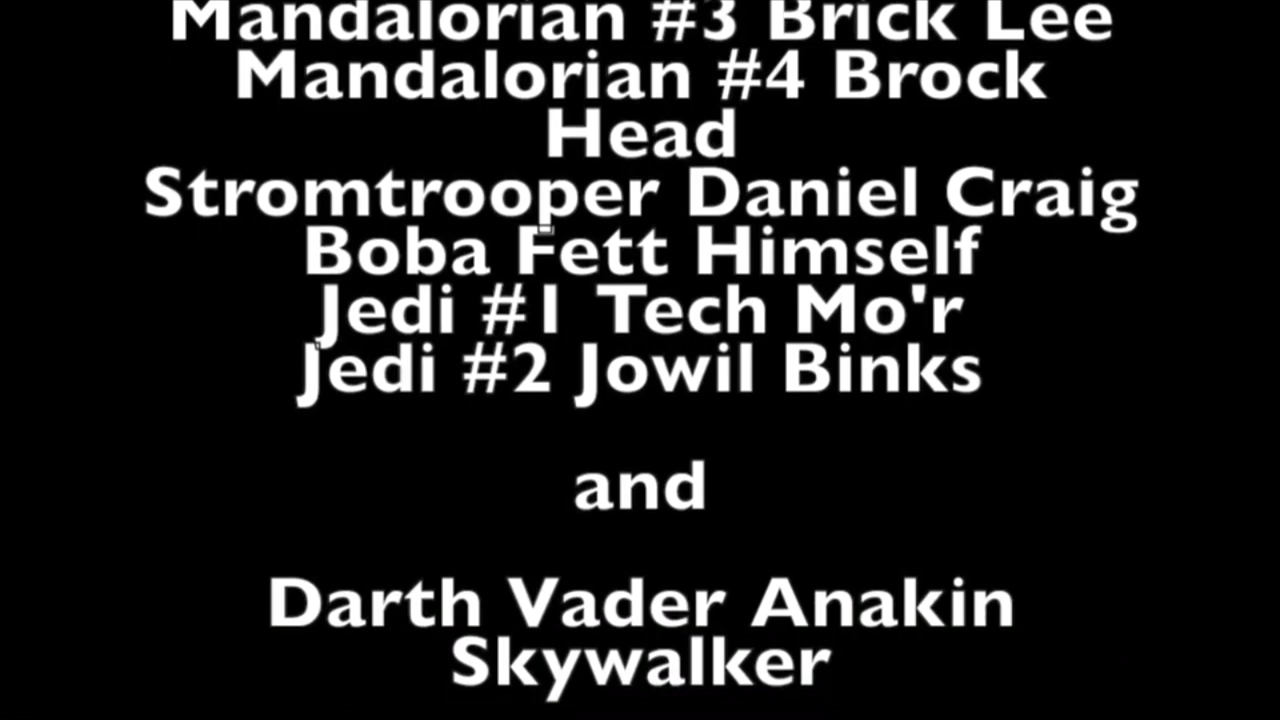 Mandalorian #3 Brick Lee
Mandalorian #4 Brock
Head
Stromtrooper Daniel Craig
Boba Fett Himself
Jedi #1 Tech Mo'r
Jedi #2 Jowil Binks
and
Darth Vader Anakin
Skywalker